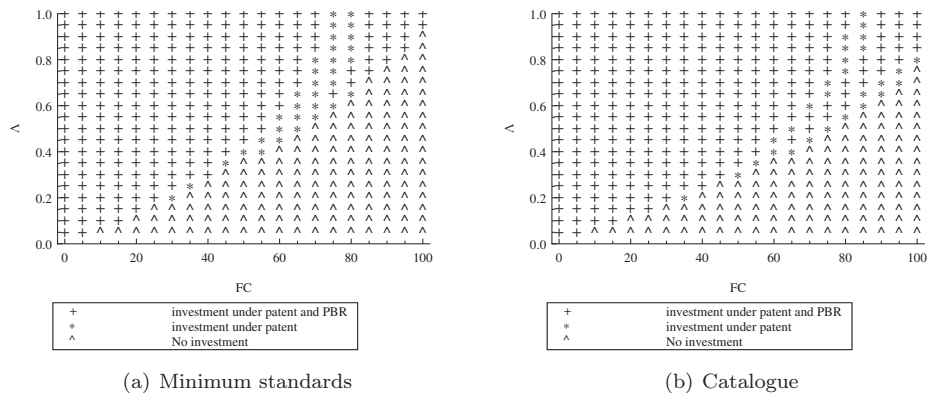 1.0
0.8
0.6
0.4
0.2
0.0
Λ
0 20 40 60 80 100
FC
+ investment under patent and PBR
* investment under patent
^ No investment
(a) Minimum standards
1.0
0.8
0.6
0.4
0.2
0.0
Λ
0 20 40 60 80 100
FC
+ investment under patent and PBR
* investment under patent
^ No investment
(b) Catalogue